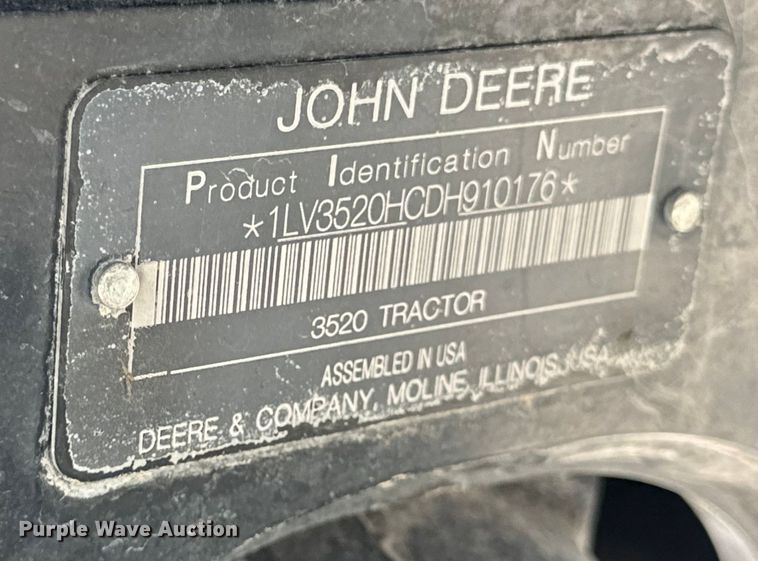 JOHN DEERE
Product Identification Number
*1LV3520HCDH910176*
3520 TRACTOR
ASSEMBLED IN USA
DEERE & COMPANY, MOLINE, ILLINOIS, USA
Purple Wave Auction